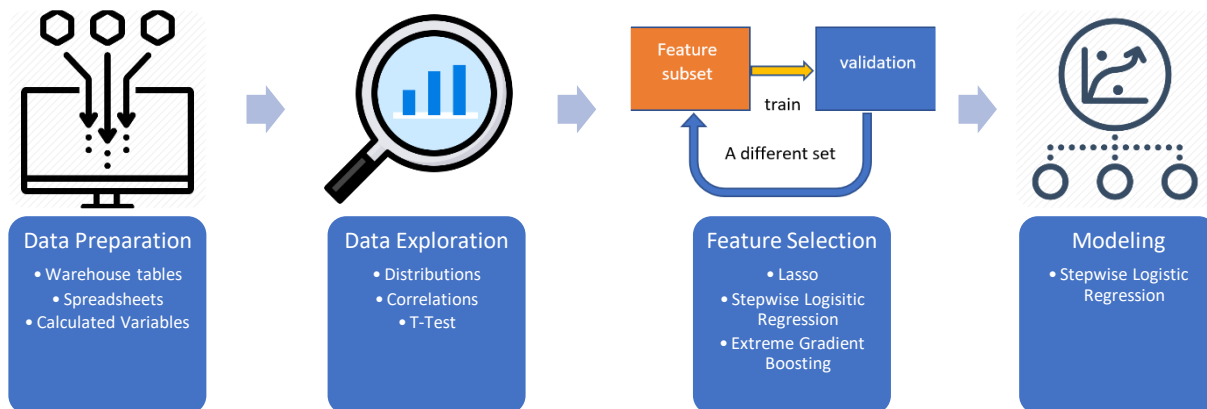 Feature
subset
validation
train
A different set
Data Preparation
• Warehouse tables
• Spreadsheets
• Calculated Variables
Data Exploration
• Distributions
• Correlations
• T-Test
Feature Selection
• Lasso
• Stepwise Logisitic
Regression
• Extreme Gradient
Boosting
Modeling
• Stepwise Logistic
Regression